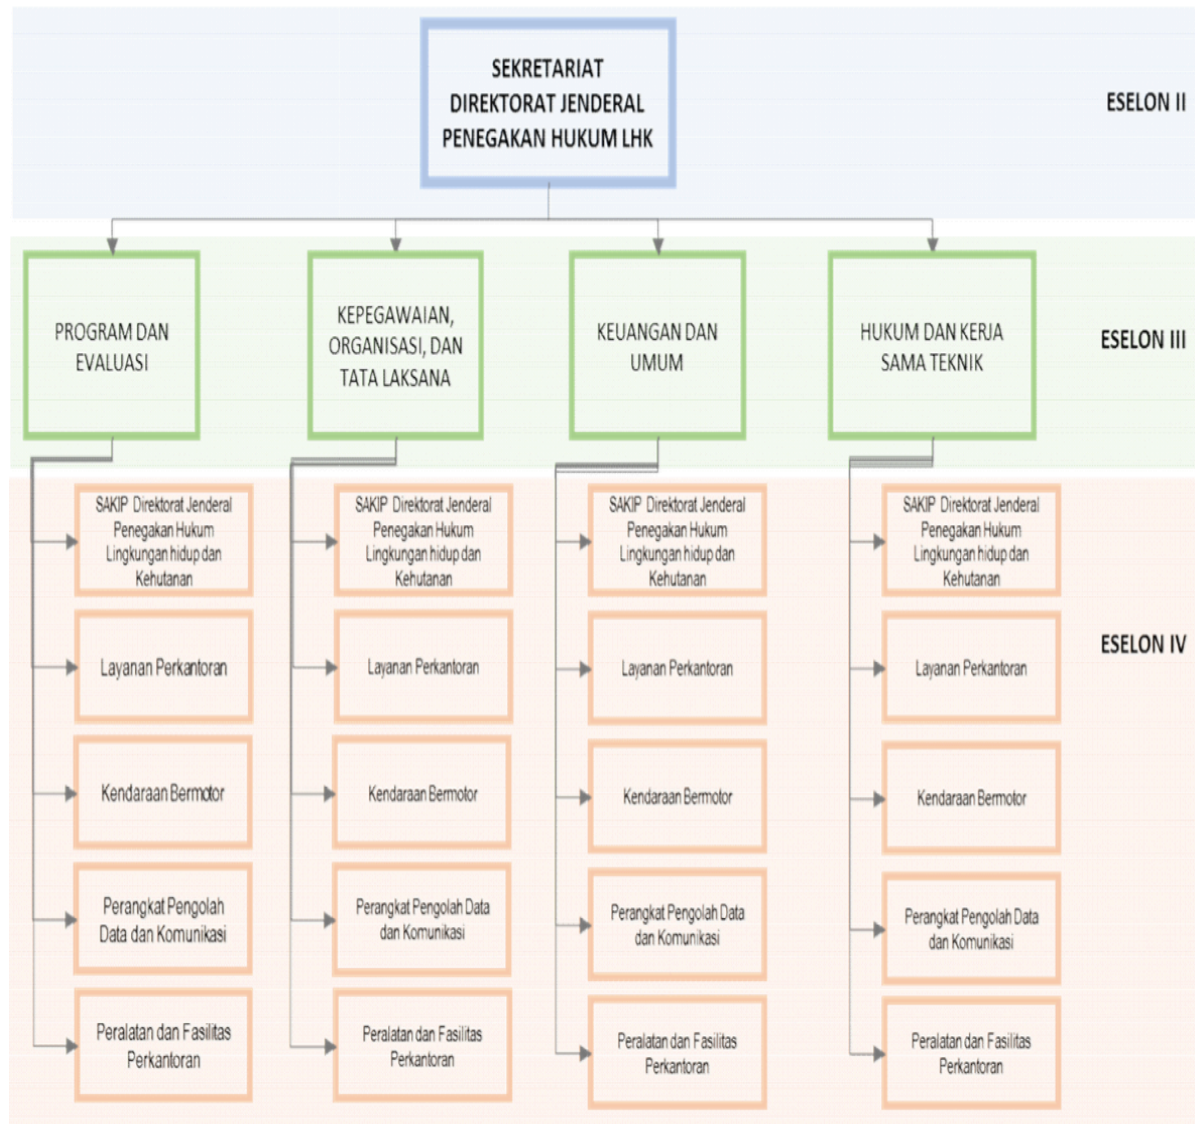 SEKRETARIAT
DIREKTORAT JENDERAL
PENEGAKAN HUKUM LHK
ESELON II
PROGRAM DAN
EVALUASI
KEPEGAWAIAN,
ORGANISASI, DAN
TATA LAKSANA
KEUANGAN DAN
UMUM
HUKUM DAN KERJA
SAMA TEKNIK
ESELON III
SAKIP Direktorat Jenderal
Penegakan Hukum
Lingkungan hidup dan
Kehutanan
SAKIP Direktorat Jenderal
Penegakan Hukum
Lingkungan hidup dan
Kehutanan
SAKIP Direktorat Jenderal
Penegakan Hukum
Lingkungan hidup dan
Kehutanan
SAKIP Direktorat Jenderal
Penegakan Hukum
Lingkungan hidup dan
Kehutanan
Layanan Perkantoran
Layanan Perkantoran
Layanan Perkantoran
Layanan Perkantoran
ESELON IV
Kendaraan Bermotor
Kendaraan Bermotor
Kendaraan Bermotor
Kendaraan Bermotor
Perangkat Pengolah
Data dan Komunikasi
Perangkat Pengolah Data
dan Komunikasi
Perangkat Pengolah Data
dan Komunikasi
Perangkat Pengolah Data
dan Komunikasi
Peralatan dan Fasilitas
Perkantoran
Peralatan dan Fasilitas
Perkantoran
Peralatan dan Fasilitas
Perkantoran
Peralatan dan Fasilitas
Perkantoran